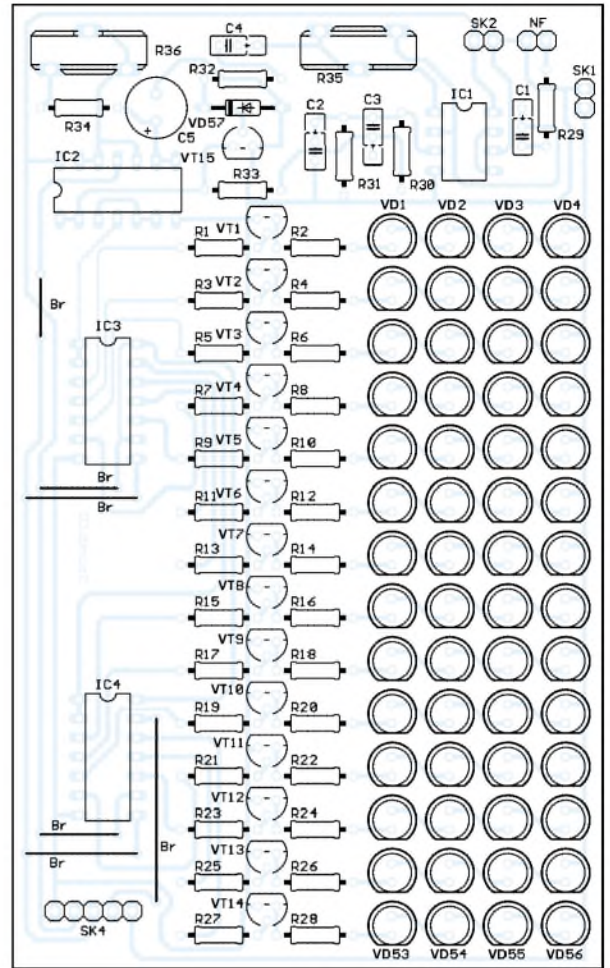 C4 SK2 NF
R36 R32 R35 SK1
C2 C3 IC1 C1
R34 VD57
C5 R29
VT15
IC2 R31 R30
R33
VD1 VD2 VD3 VD4
R1 VT1 R2
R3 VT2 R4
Br
IC3 R5 VT3 R6
R7 VT4 R8
R9 VT5 R10
Br
R11 VT6 R12
Br
VT7
R13 R14
VT8
R15 R16
VT9
R17 R18
IC4 VT10
R19 R20
VT11
R21 R22
VT12
Br R23 R24
Br VT13
Br R25 R26
VT14
R27 R28
SK4
VD53 VD54 VD55 VD56